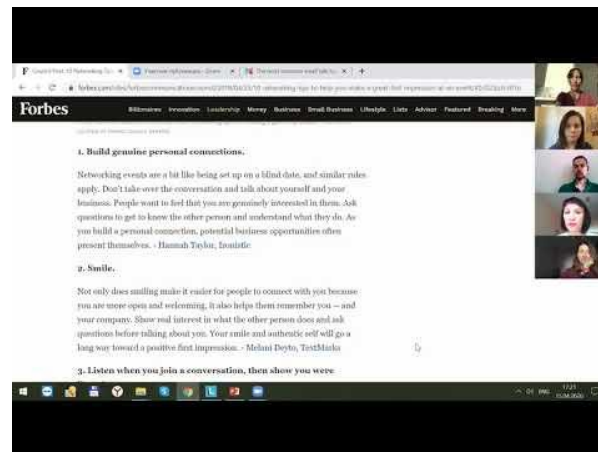 Forbes
Billionaires Innovation Leadership Money Business Small Business Lifestyle Lists Advisor Featured Breaking More
1. Build genuine personal connections.
Networking events are a bit like being set up on a blind date, and similar rules
apply. Don't take over the conversation and talk about yourself and your
business. People want to feel that you are genuinely interested in them. Ask
questions to get to know the other person and understand what they do. As
you build a personal connection, potential business opportunities often
present themselves. - Hannah Taylor,
2. Smile.
Not only does smiling make it easier for people to connect with you because
you are more open and welcoming, it also helps them remember you — and
your company. Show real interest in what the other person does and ask
questions before talking about you. Your smile and authentic self will go a
long way toward a positive first impression. - Melani Deyto, TextMarks
3. Listen when you join a conversation, then show you were
17:21
15.04.2020